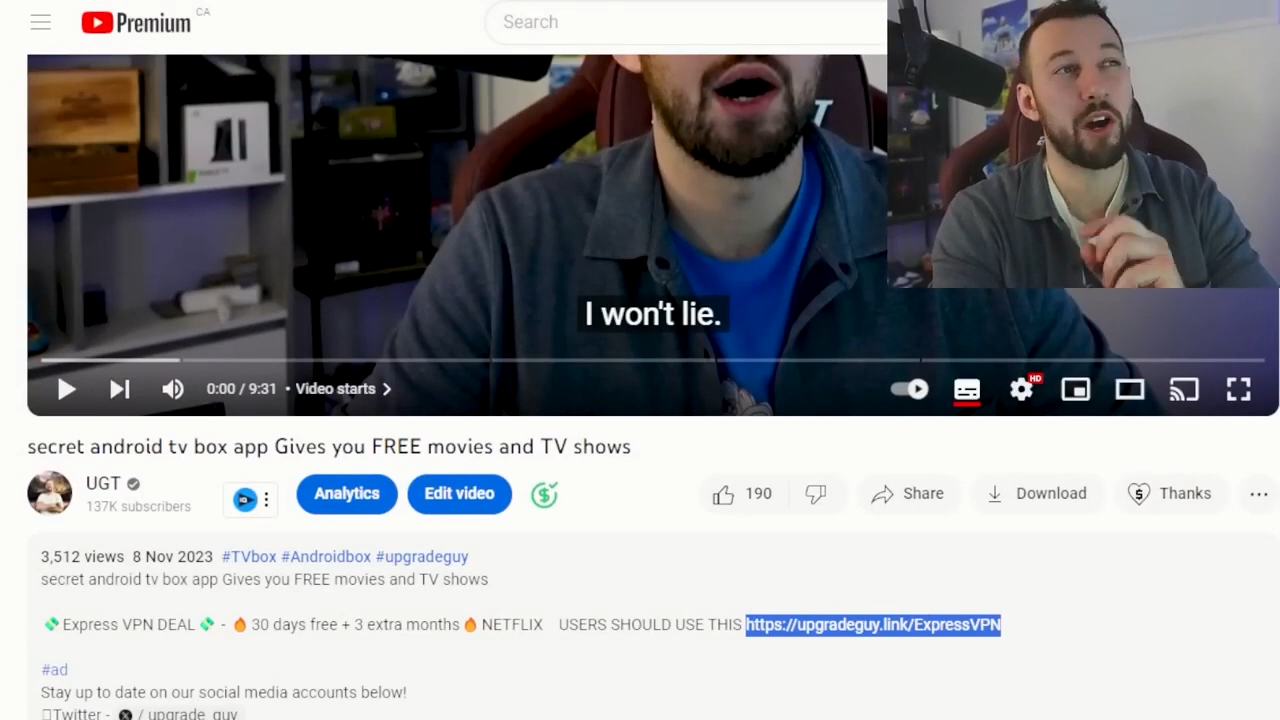 Premium CA
Search
I won't lie.
0:00 / 9:31 • Video starts
HD
secret android tv box app Gives you FREE movies and TV shows
UGT
137K subscribers
Analytics
Edit video
190
Share
Download
Thanks
3,512 views 8 Nov 2023 #TVbox #Androidbox #upgradeguy
secret android tv box app Gives you FREE movies and TV shows
💸Express VPN DEAL 💸 - 🔥30 days free + 3 extra months🔥NETFLIX USERS SHOULD USE THIS https://upgradeguy.link/ExpressVPN
#ad
Stay up to date on our social media accounts below!
Twitter - / upgrade_guy